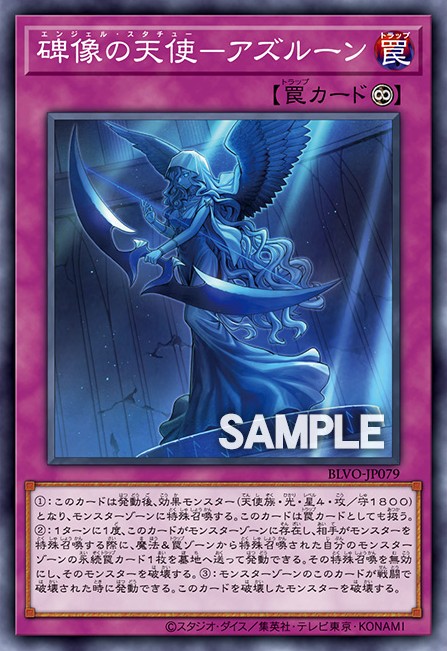 エンジェル・スタチュー
碑像の天使－アズルーン
トラップ
罠
トラップ
【罠カード】
SAMPLE
BLVO-JP079
①：このカードは発動後、効果モンスター（天使族・光・星4・攻／守1800）
となり、モンスターゾーンに特殊召喚する。このカードは罠カードとしても扱う。
②：1ターンに1度、このカードがモンスターゾーンに存在し、相手がモンスターを
特殊召喚する際に、魔法＆罠ゾーンから特殊召喚された自分のモンスター
ゾーンの永続罠カード1枚を墓地へ送って発動できる。その特殊召喚を無効
にし、そのモンスターを破壊する。③：モンスターゾーンのこのカードが戦闘で
破壊された時に発動できる。このカードを破壊したモンスターを破壊する。
©スタジオ・ダイス／集英社・テレビ東京・KONAMI